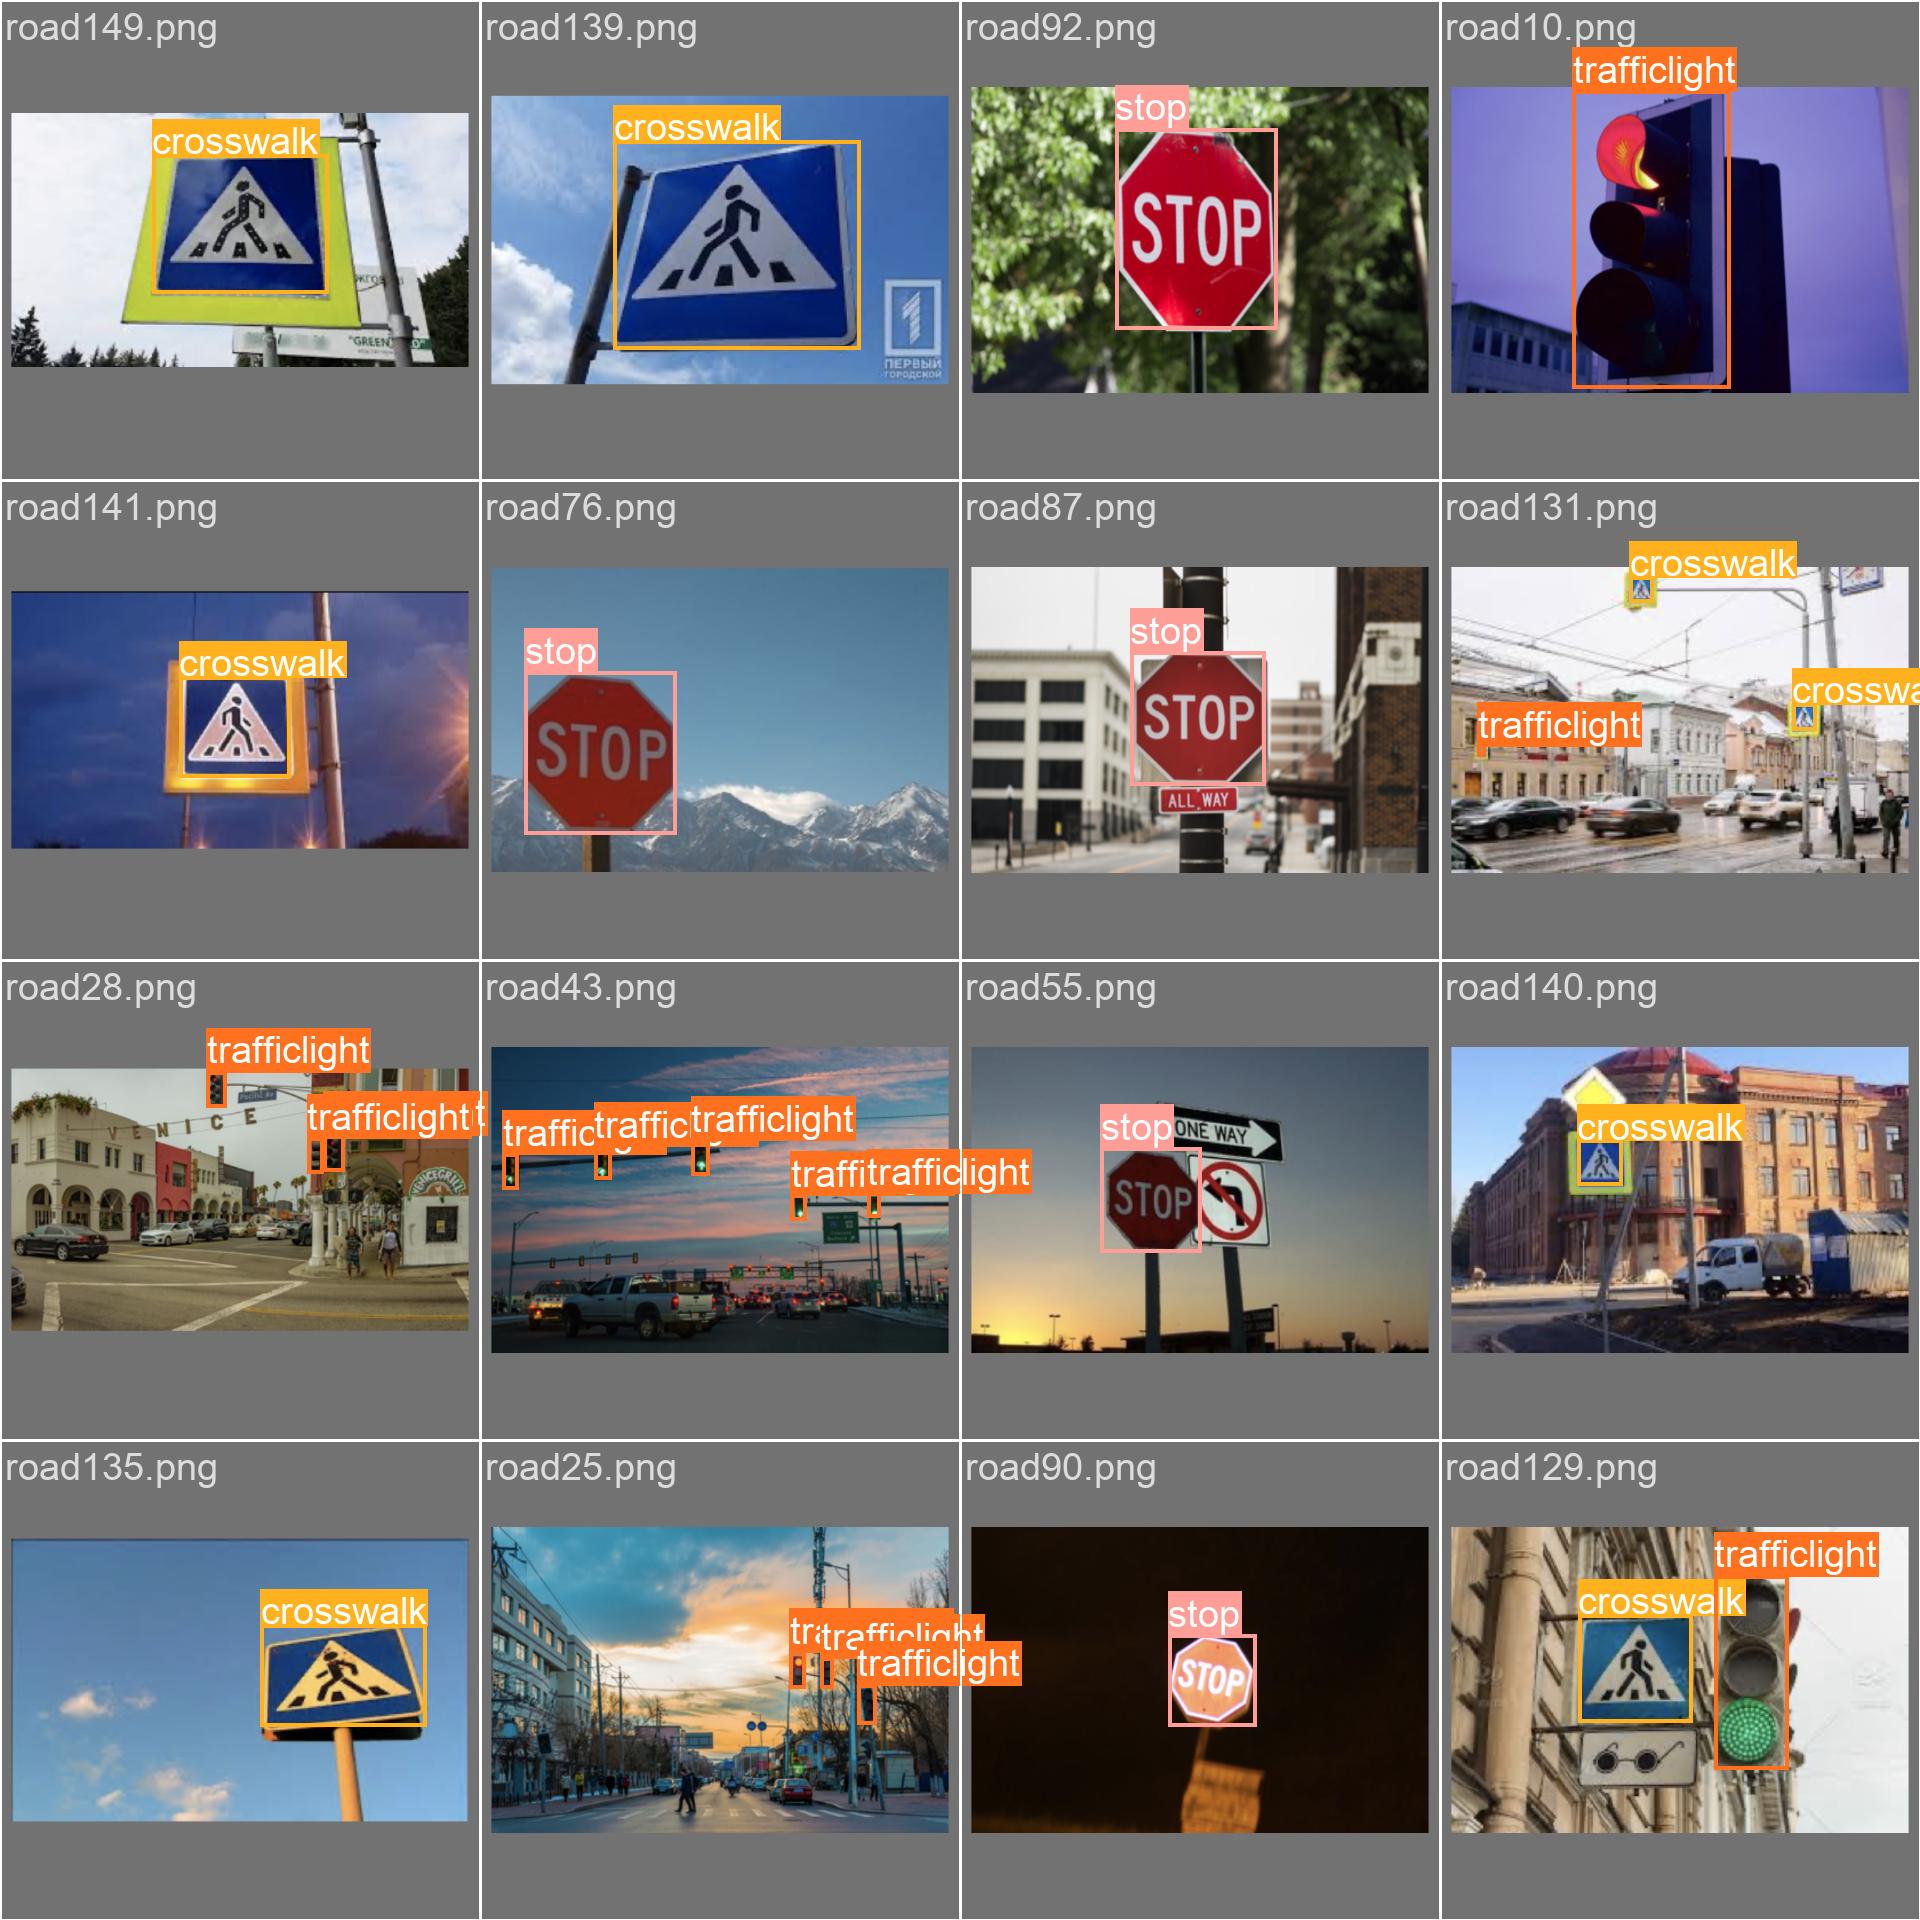 road149.png
crosswalk
"GREEN
road139.png
crosswalk
1
ПЕРВЫЙ
ГОРОДСКОЙ
road92.png
stop
STOP
road10.png
trafficlight
road141.png
crosswalk
road76.png
stop
STOP
road87.png
stop
STOP
ALL WAY
road131.png
crosswalk
crosswa
trafficlight
road28.png
trafficlight
trafficlight
t
Pacific Av
VENICE
road43.png
traffic
traffic
trafficlight
traffi
trafficlight
road55.png
stop
ONE WAY
STOP
road140.png
crosswalk
road135.png
crosswalk
road25.png
tr
trafficlight
trafficlight
road90.png
stop
STOP
road129.png
trafficlight
crosswalk